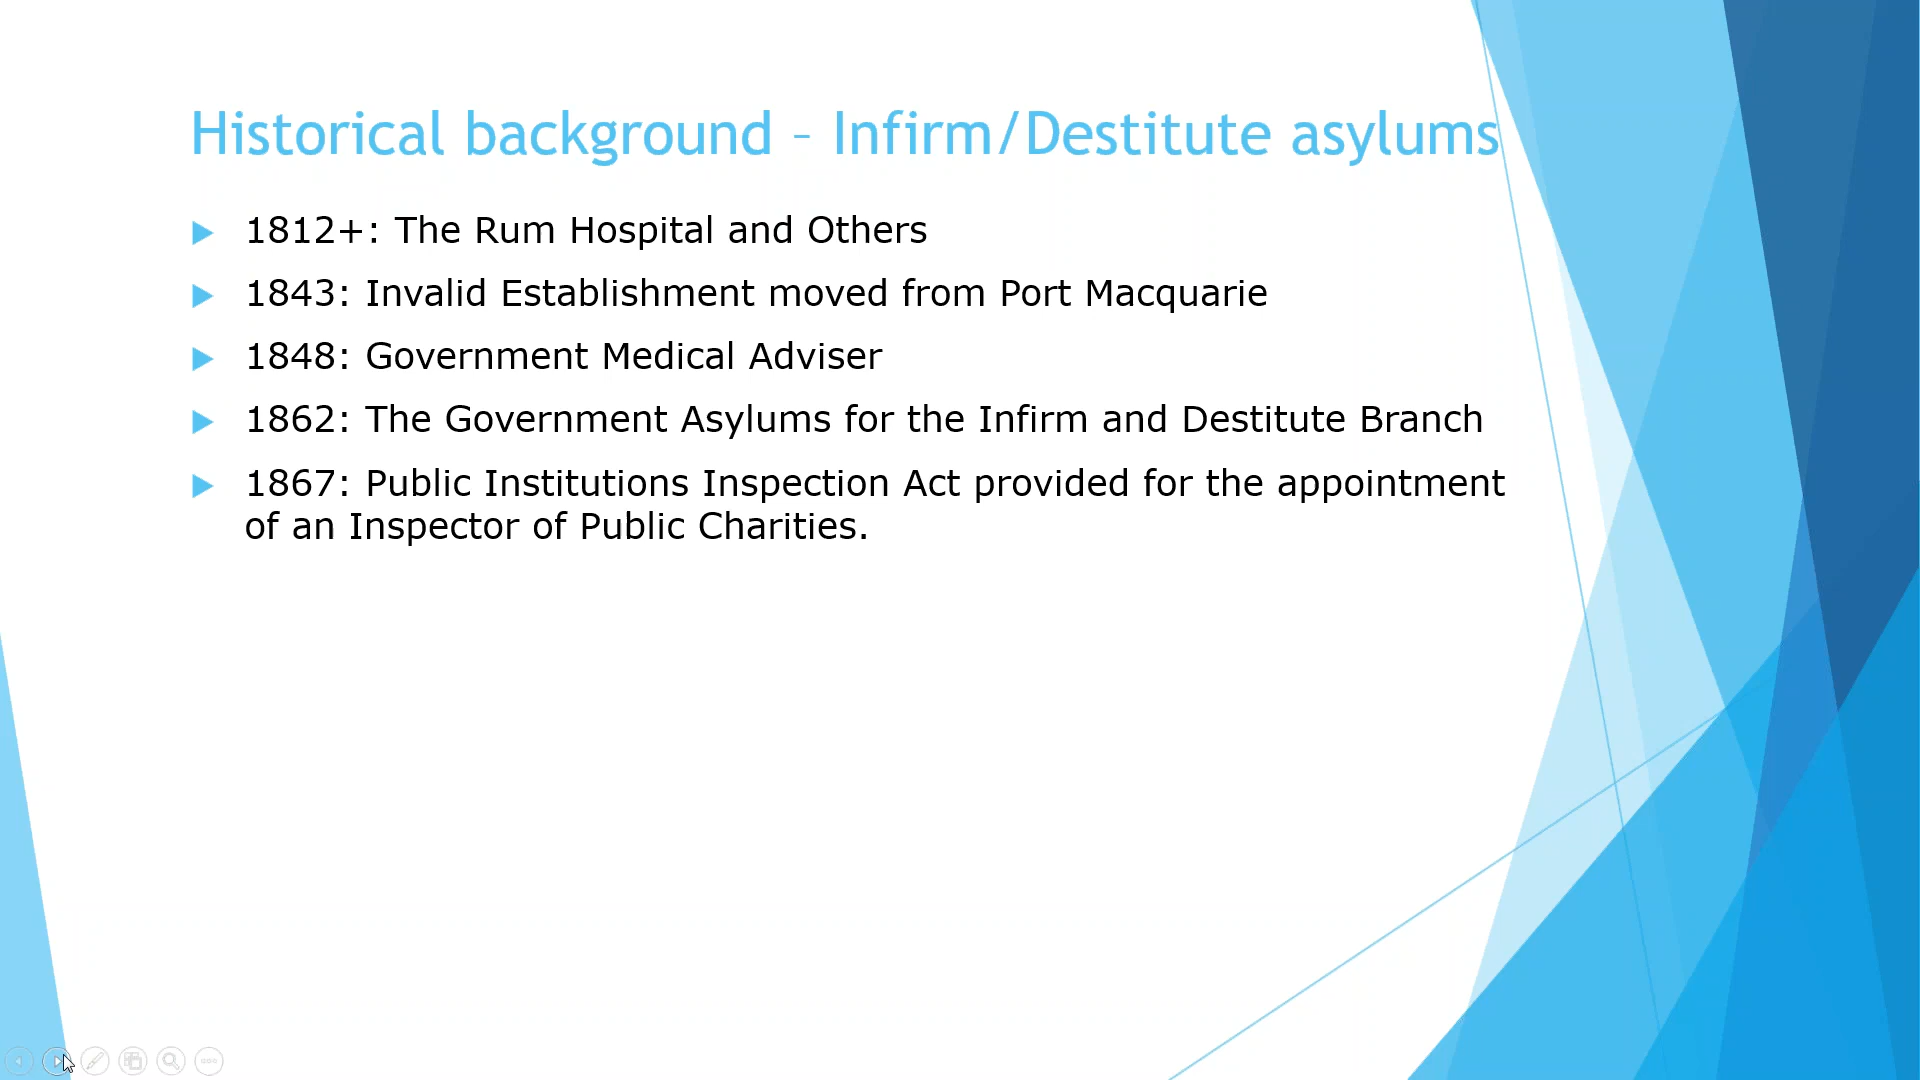 Historical background – Infirm/Destitute asylums
1812+: The Rum Hospital and Others
1843: Invalid Establishment moved from Port Macquarie
1848: Government Medical Adviser
1862: The Government Asylums for the Infirm and Destitute Branch
1867: Public Institutions Inspection Act provided for the appointment
of an Inspector of Public Charities.